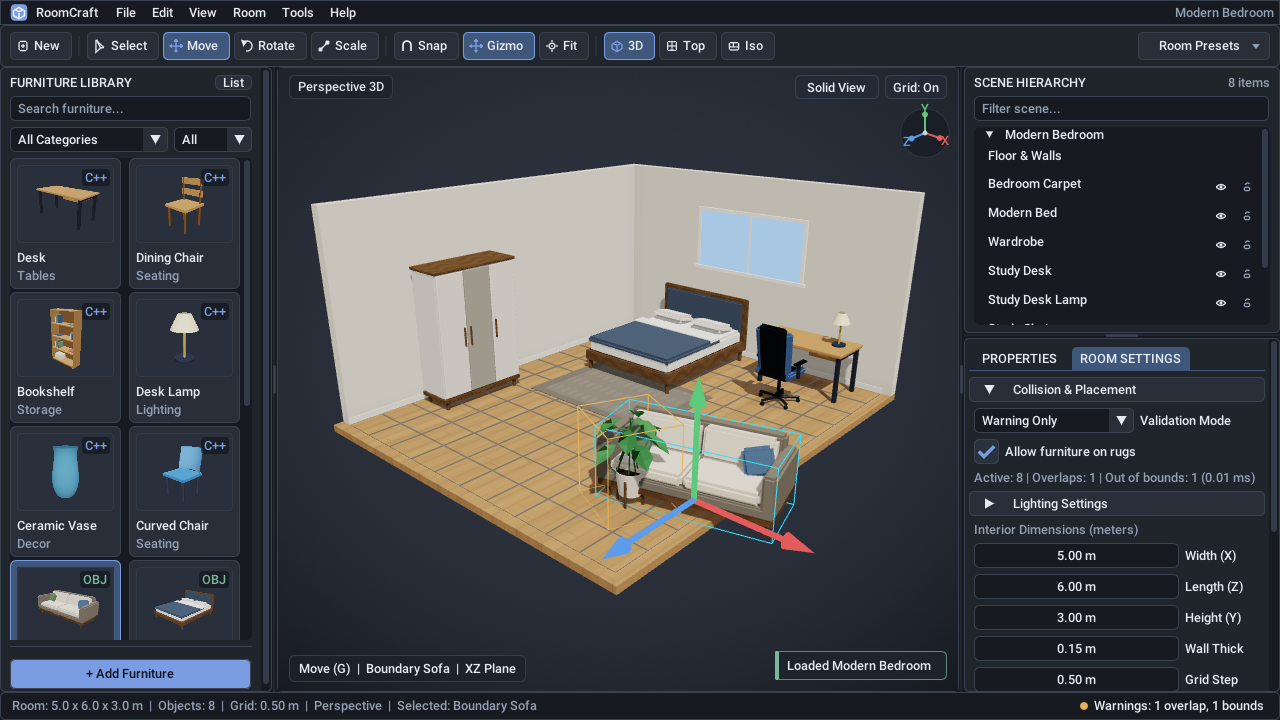 RoomCraft File Edit View Room Tools Help Modern Bedroom
New Select Move Rotate Scale Snap Gizmo Fit 3D Top Iso Room Presets
FURNITURE LIBRARY List
Search furniture...
All Categories All
C++ C++
Desk Dining Chair
Tables Seating
C++ C++
Bookshelf Desk Lamp
Storage Lighting
C++ C++
Ceramic Vase Curved Chair
Decor Seating
OBJ OBJ
+ Add Furniture
Perspective 3D Solid View Grid: On
Y
Z X
Move (G) | Boundary Sofa | XZ Plane
Loaded Modern Bedroom
SCENE HIERARCHY 8 items
Filter scene...
Modern Bedroom
Floor & Walls
Bedroom Carpet
Modern Bed
Wardrobe
Study Desk
Study Desk Lamp
PROPERTIES ROOM SETTINGS
Collision & Placement
Warning Only Validation Mode
Allow furniture on rugs
Active: 8 | Overlaps: 1 | Out of bounds: 1 (0.01 ms)
Lighting Settings
Interior Dimensions (meters)
5.00 m Width (X)
6.00 m Length (Z)
3.00 m Height (Y)
0.15 m Wall Thick
0.50 m Grid Step
Room: 5.0 x 6.0 x 3.0 m | Objects: 8 | Grid: 0.50 m | Perspective | Selected: Boundary Sofa Warnings: 1 overlap, 1 bounds